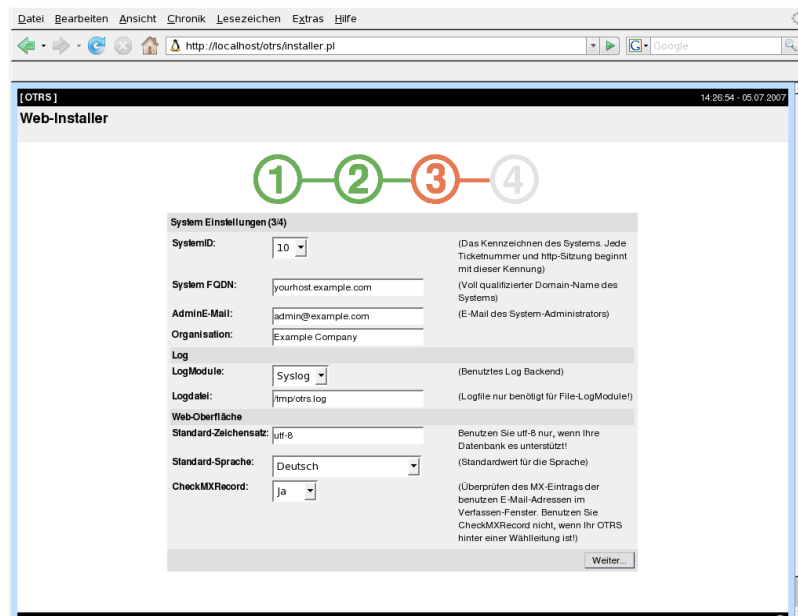 Datei Bearbeiten Ansicht Chronik Lesezeichen Extras Hilfe
http://localhost/otrs/installer.pl
G Google
[ OTRS ] 14:26:54 - 05.07.2007
Web-Installer
1 2 3 4
System Einstellungen (3/4)
SystemID: 10 (Das Kennzeichen des Systems. Jede
Ticketnummer und http-Sitzung beginnt
mit dieser Kennung)
System FQDN: yourhost.example.com (Voll qualifizierter Domain-Name des
Systems)
AdminE-Mail: admin@example.com (E-Mail des System-Administrators)
Organisation: Example Company
Log
LogModule: Syslog (Benutztes Log Backend)
Logdatei: /tmp/otrs.log (Logfile nur benötigt für File-LogModule!)
Web-Oberfläche
Standard-Zeichensatz: utf-8 Benutzen Sie utf-8 nur, wenn Ihre
Datenbank es unterstützt!
Standard-Sprache: Deutsch (Standardwert für die Sprache)
CheckMXRecord: Ja (Überprüfen des MX-Eintrags der
benutzen E-Mail-Adressen im
Verfassen-Fenster. Benutzen Sie
CheckMXRecord nicht, wenn Ihr OTRS
hinter einer Wählleitung ist!)
Weiter...